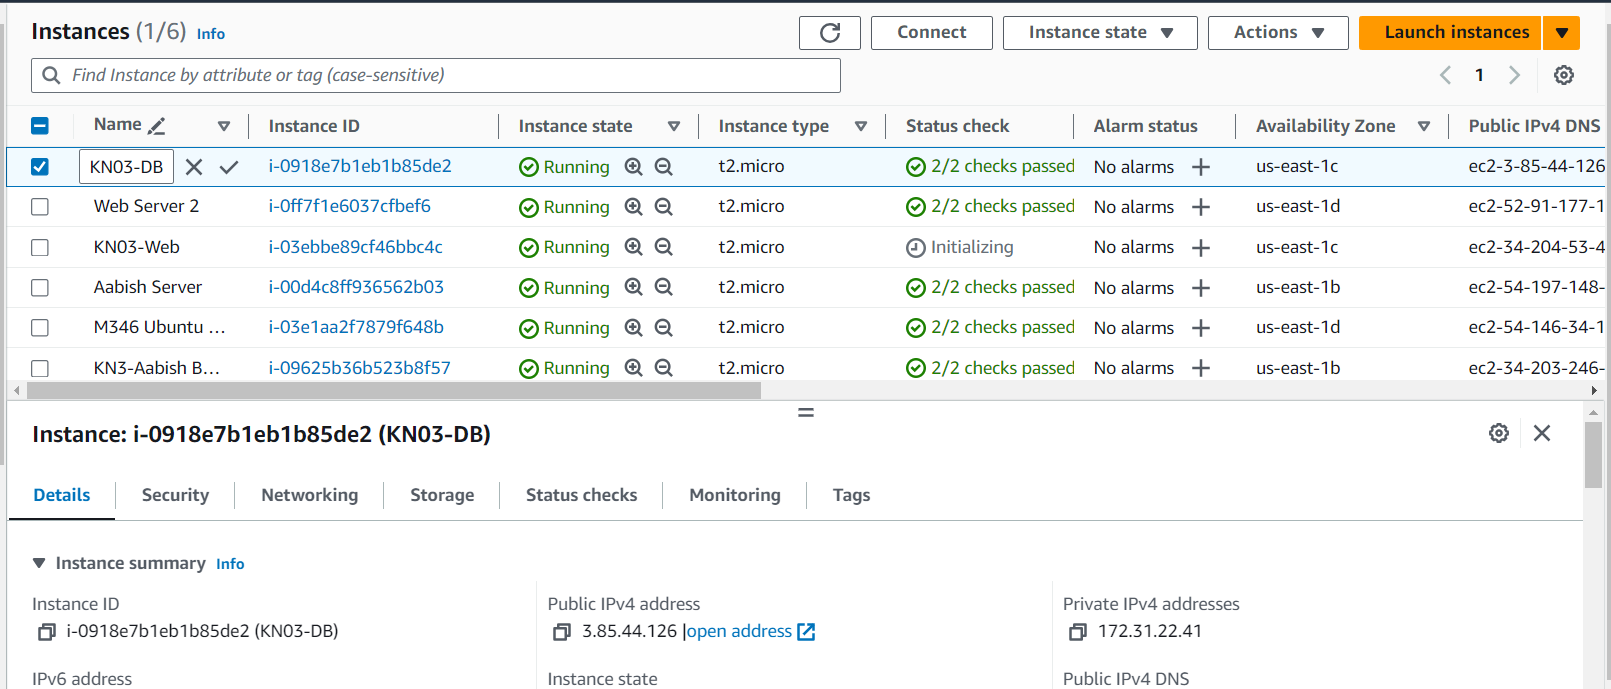 Instances (1/6) Info
Connect Instance state Actions Launch instances
Find Instance by attribute or tag (case-sensitive)
1
Name Instance ID Instance state Instance type Status check Alarm status Availability Zone Public IPv4 DNS
KN03-DB i-0918e7b1eb1b85de2 Running t2.micro 2/2 checks passed No alarms us-east-1c ec2-3-85-44-126
Web Server 2 i-0ff7f1e6037cfbef6 Running t2.micro 2/2 checks passed No alarms us-east-1d ec2-52-91-177-1
KN03-Web i-03ebbe89cf46bbc4c Running t2.micro Initializing No alarms us-east-1c ec2-34-204-53-4
Aabish Server i-00d4c8ff936562b03 Running t2.micro 2/2 checks passed No alarms us-east-1b ec2-54-197-148-
M346 Ubuntu ... i-03e1aa2f7879f648b Running t2.micro 2/2 checks passed No alarms us-east-1d ec2-54-146-34-1
KN3-Aabish B... i-09625b36b523b8f57 Running t2.micro 2/2 checks passed No alarms us-east-1b ec2-34-203-246-
Instance: i-0918e7b1eb1b85de2 (KN03-DB)
Details Security Networking Storage Status checks Monitoring Tags
Instance summary Info
Instance ID Public IPv4 address Private IPv4 addresses
i-0918e7b1eb1b85de2 (KN03-DB) 3.85.44.126 |open address 172.31.22.41
IPv6 address Instance state Public IPv4 DNS